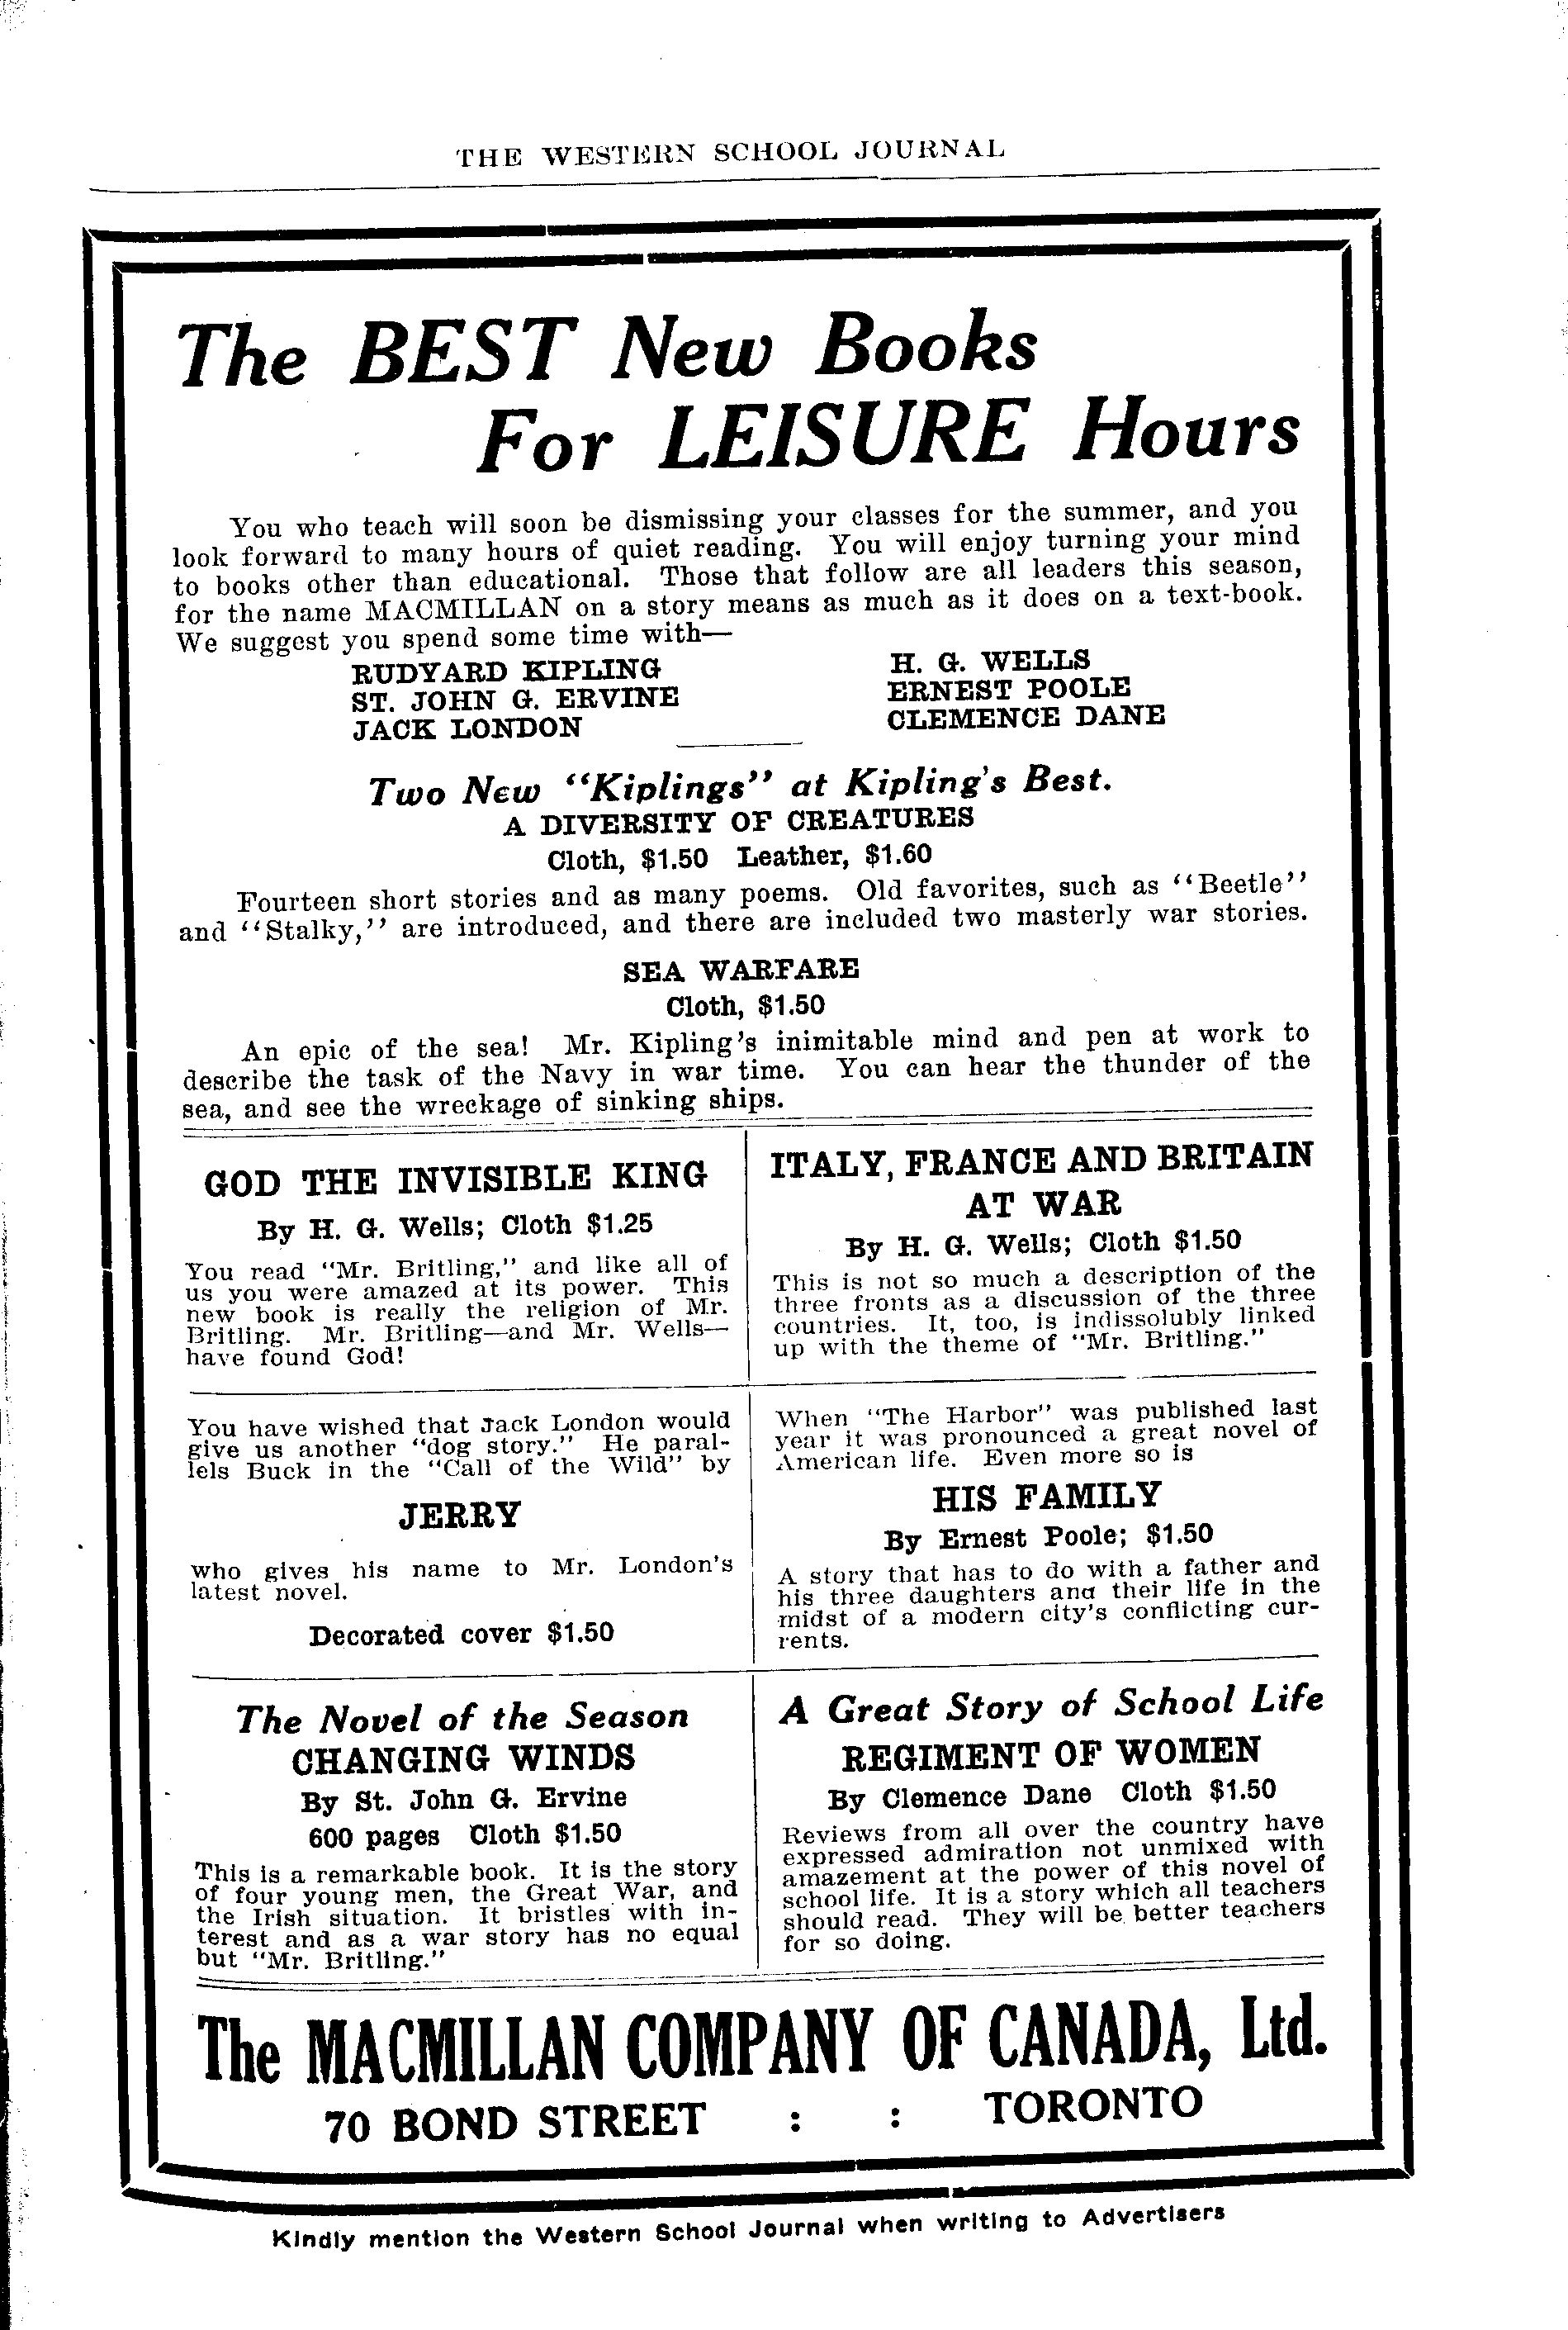 THE WESTERN SCHOOL JOURNAL
The BEST New Books
For LEISURE Hours
You who teach will soon be dismissing your classes for the summer, and you
look forward to many hours of quiet reading. You will enjoy turning your mind
to books other than educational. Those that follow are all leaders this season,
for the name MACMILLAN on a story means as much as it does on a text-book.
We suggest you spend some time with—
RUDYARD KIPLING
ST. JOHN G. ERVINE
JACK LONDON
H. G. WELLS
ERNEST POOLE
CLEMENCE DANE
Two New "Kiplings" at Kipling's Best.
A DIVERSITY OF CREATURES
Cloth, $1.50 Leather, $1.60
Fourteen short stories and as many poems. Old favorites, such as "Beetle"
and "Stalky," are introduced, and there are included two masterly war stories.
SEA WARFARE
Cloth, $1.50
An epic of the sea! Mr. Kipling's inimitable mind and pen at work to
describe the task of the Navy in war time. You can hear the thunder of the
sea, and see the wreckage of sinking ships.
GOD THE INVISIBLE KING
By H. G. Wells; Cloth $1.25
You read "Mr. Britling," and like all of
us you were amazed at its power. This
new book is really the religion of Mr.
Britling. Mr. Britling—and Mr. Wells—
have found God!
ITALY, FRANCE AND BRITAIN
AT WAR
By H. G. Wells; Cloth $1.50
This is not so much a description of the
three fronts as a discussion of the three
countries. It, too, is indissolubly linked
up with the theme of "Mr. Britling."
You have wished that Jack London would
give us another "dog story." He paral-
lels Buck in the "Call of the Wild" by
JERRY
who gives his name to Mr. London's
latest novel.
Decorated cover $1.50
When "The Harbor" was published last
year it was pronounced a great novel of
American life. Even more so is
HIS FAMILY
By Ernest Poole; $1.50
A story that has to do with a father and
his three daughters and their life in the
midst of a modern city's conflicting cur-
rents.
The Novel of the Season
CHANGING WINDS
By St. John G. Ervine
600 pages Cloth $1.50
This is a remarkable book. It is the story
of four young men, the Great War, and
the Irish situation. It bristles with in-
terest and as a war story has no equal
but "Mr. Britling."
A Great Story of School Life
REGIMENT OF WOMEN
By Clemence Dane Cloth $1.50
Reviews from all over the country have
expressed admiration not unmixed with
amazement at the power of this novel of
school life. It is a story which all teachers
should read. They will be better teachers
for so doing.
The MACMILLAN COMPANY OF CANADA, Ltd.
70 BOND STREET : : TORONTO
Kindly mention the Western School Journal when writing to Advertisers